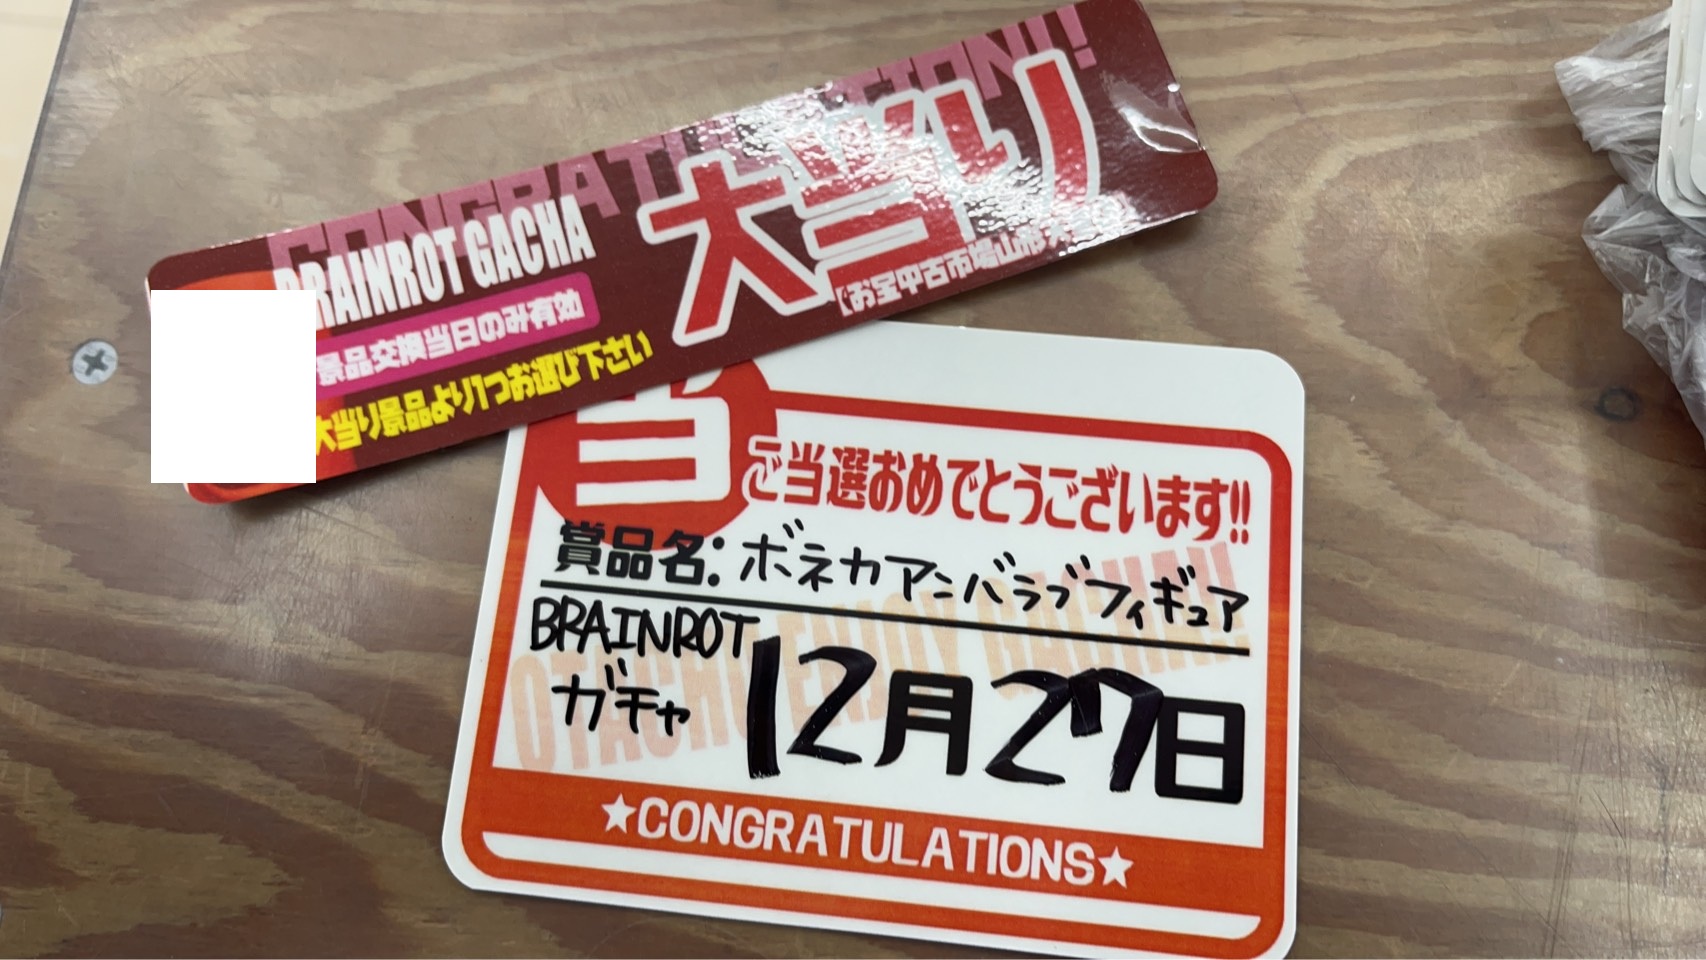 CONGRATULATION!!
BRAINROT GACHA
大当り
景品交換当日のみ有効
大当り景品より1つお選び下さい
【お宝中古市場山形
当
ご当選おめでとうございます!!
賞品名:ボネカアンバラブフィギュア
BRAINROT
ガチャ
12月27日
★CONGRATULATIONS★